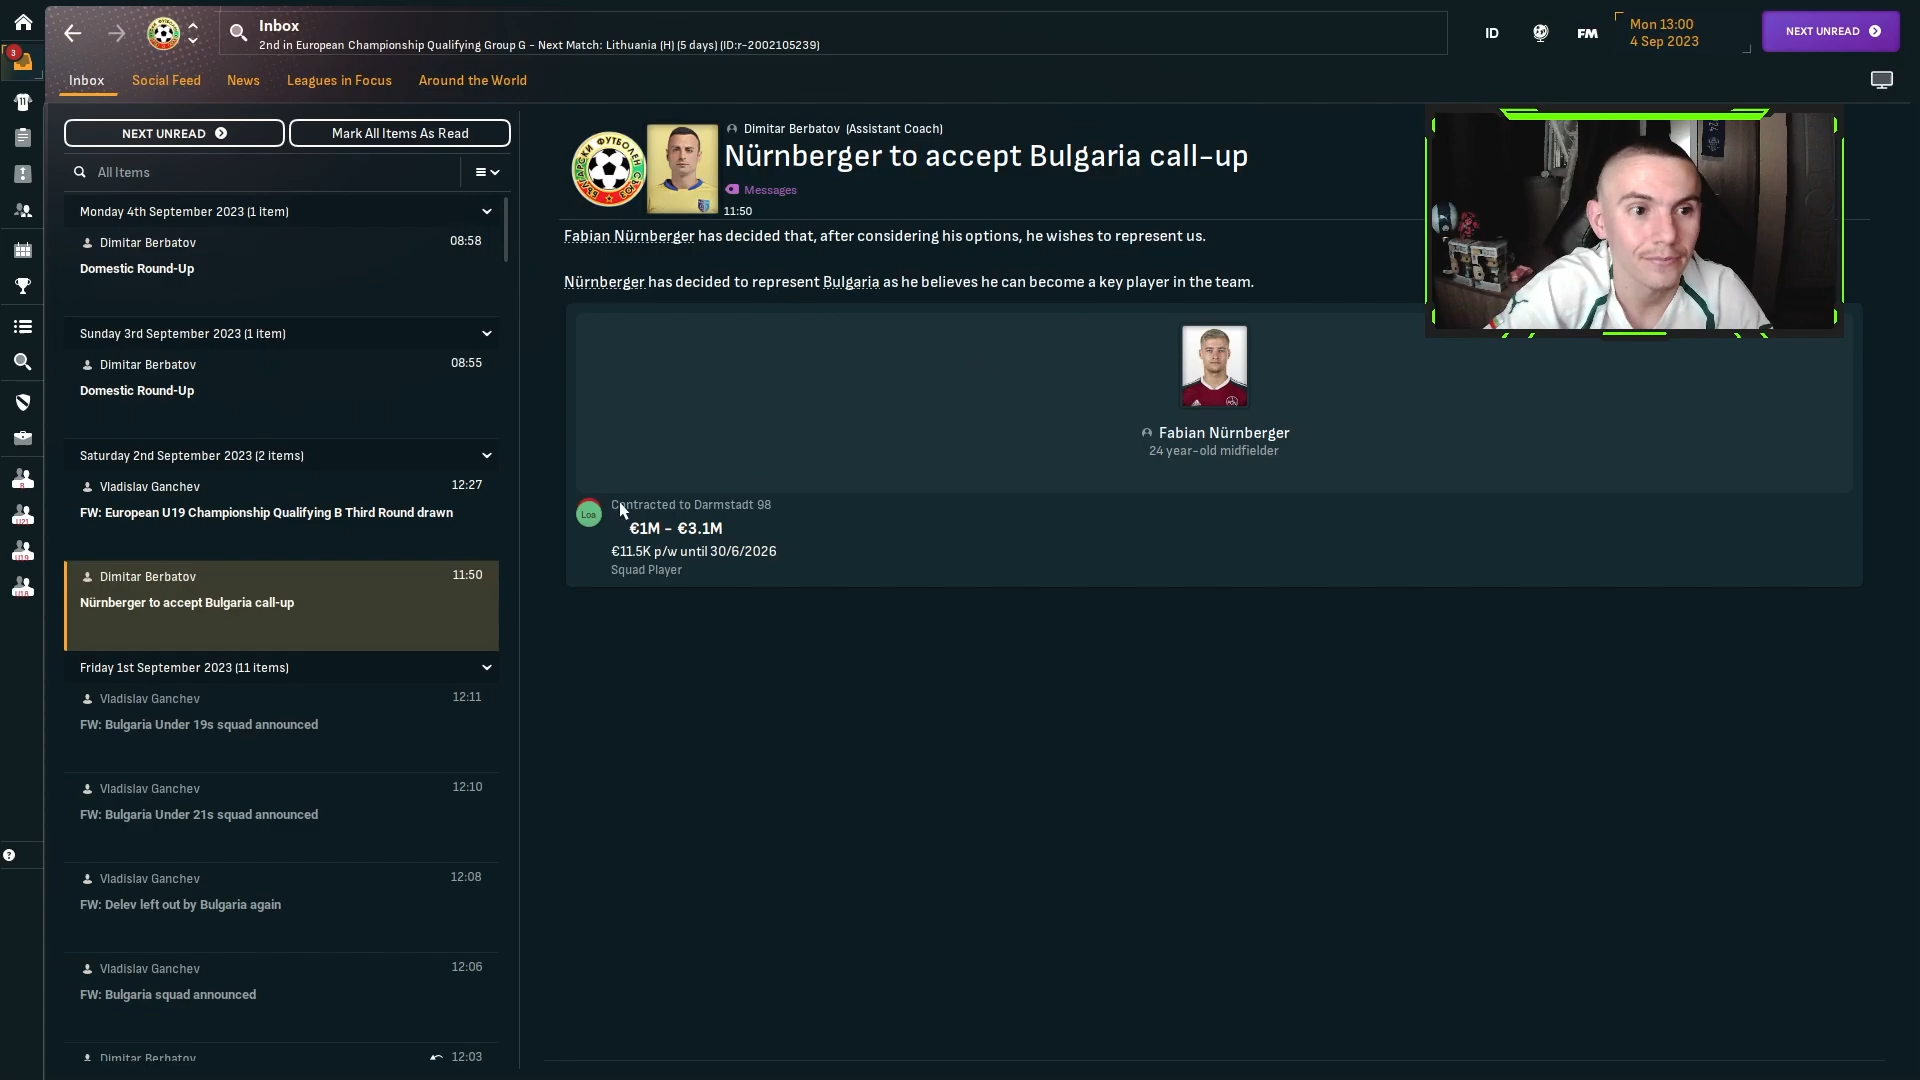 Inbox
2nd in European Championship Qualifying Group G - Next Match: Lithuania (H) (5 days) (ID:r-2002105239)
ID
FM
Mon 13:00
4 Sep 2023
NEXT UNREAD
3
Inbox
Social Feed
News
Leagues in Focus
Around the World
NEXT UNREAD
Mark All Items As Read
All Items
Monday 4th September 2023 (1 item)
Dimitar Berbatov
08:58
Domestic Round-Up
Sunday 3rd September 2023 (1 item)
Dimitar Berbatov
08:55
Domestic Round-Up
Saturday 2nd September 2023 (2 items)
Vladislav Ganchev
12:27
FW: European U19 Championship Qualifying B Third Round drawn
Dimitar Berbatov
11:50
Nürnberger to accept Bulgaria call-up
Friday 1st September 2023 (11 items)
Vladislav Ganchev
12:11
FW: Bulgaria Under 19s squad announced
Vladislav Ganchev
12:10
FW: Bulgaria Under 21s squad announced
Vladislav Ganchev
12:08
FW: Delev left out by Bulgaria again
Vladislav Ganchev
12:06
FW: Bulgaria squad announced
Dimitar Berbatov
12:03
Dimitar Berbatov (Assistant Coach)
Nürnberger to accept Bulgaria call-up
Messages
11:50
Fabian Nürnberger has decided that, after considering his options, he wishes to represent us.
Nürnberger has decided to represent Bulgaria as he believes he can become a key player in the team.
Fabian Nürnberger
24 year-old midfielder
Loa
Contracted to Darmstadt 98
€1M - €3.1M
€11.5K p/w until 30/6/2026
Squad Player
11
B
U21
U19
U18
?